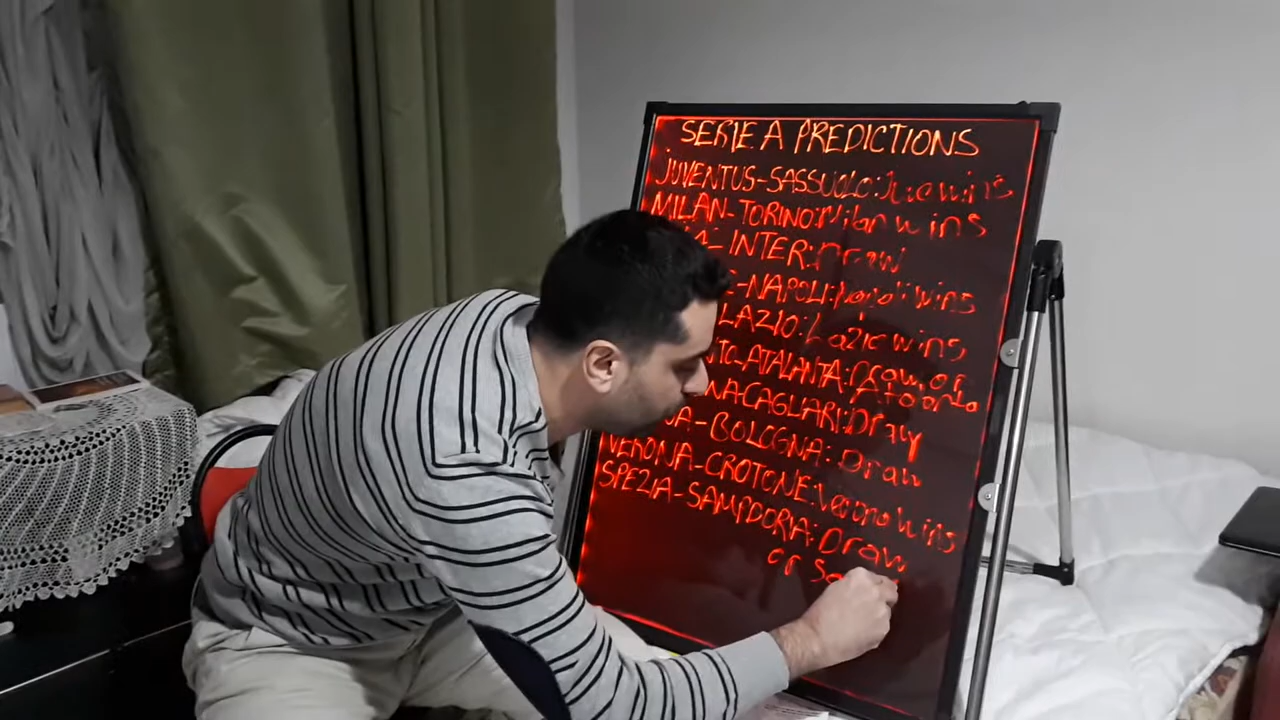 SERIE A PREDICTIONS
JUVENTUS-SASSUOLO: Juve wins
MILAN-TORINO: Milan wins
-INTER: Draw
-NAPOLI: Napoli wins
LAZIO: Lazio wins
ATALANTA: Draw or
CAGLIARI: Draw
-BOLOGNA: Draw
VERONA-CROTONE: Verona wins
SPEZIA-SAMPDORIA: Draw
or